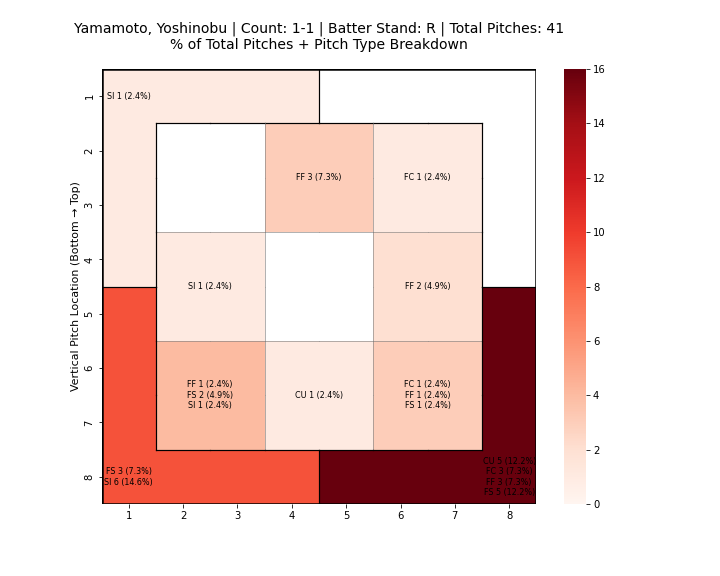 Yamamoto, Yoshinobu | Count: 1-1 | Batter Stand: R | Total Pitches: 41
% of Total Pitches + Pitch Type Breakdown
SI 1 (2.4%)
FF 3 (7.3%)
FC 1 (2.4%)
SI 1 (2.4%)
FF 2 (4.9%)
FF 1 (2.4%)
FS 2 (4.9%)
SI 1 (2.4%)
CU 1 (2.4%)
FC 1 (2.4%)
FF 1 (2.4%)
FS 1 (2.4%)
FS 3 (7.3%)
SI 6 (14.6%)
CU 5 (12.2%)
FC 3 (7.3%)
FF 3 (7.3%)
FS 5 (12.2%)
Vertical Pitch Location (Bottom → Top)
1
2
3
4
5
6
7
8
1 2 3 4 5 6 7 8
16
14
12
10
8
6
4
2
0